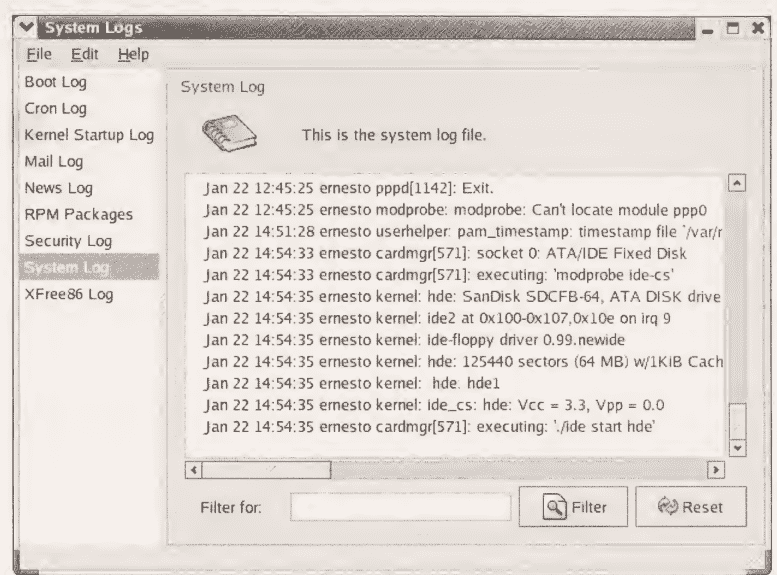 System Logs
File Edit Help
Boot Log
Cron Log
Kernel Startup Log
Mail Log
News Log
RPM Packages
Security Log
System Log
XFree86 Log
System Log
This is the system log file.
Jan 22 12:45:25 ernesto pppd[1142]: Exit.
Jan 22 12:45:25 ernesto modprobe: modprobe: Can't locate module ppp0
Jan 22 14:51:28 ernesto userhelper: pam_timestamp: timestamp file `/var/r
Jan 22 14:54:33 ernesto cardmgr[571]: socket 0: ATA/IDE Fixed Disk
Jan 22 14:54:33 ernesto cardmgr[571]: executing: 'modprobe ide-cs'
Jan 22 14:54:35 ernesto kernel: hde: SanDisk SDCFB-64, ATA DISK drive
Jan 22 14:54:35 ernesto kernel: ide2 at 0x100-0x107,0x10e on irq 9
Jan 22 14:54:35 ernesto kernel: ide-floppy driver 0.99.newide
Jan 22 14:54:35 ernesto kernel: hde: 125440 sectors (64 MB) w/1KiB Cach
Jan 22 14:54:35 ernesto kernel:  hde: hde1
Jan 22 14:54:35 ernesto kernel: ide_cs: hde: Vcc = 3.3, Vpp = 0.0
Jan 22 14:54:35 ernesto cardmgr[571]: executing: './ide start hde'
Filter for:
Filter
Reset